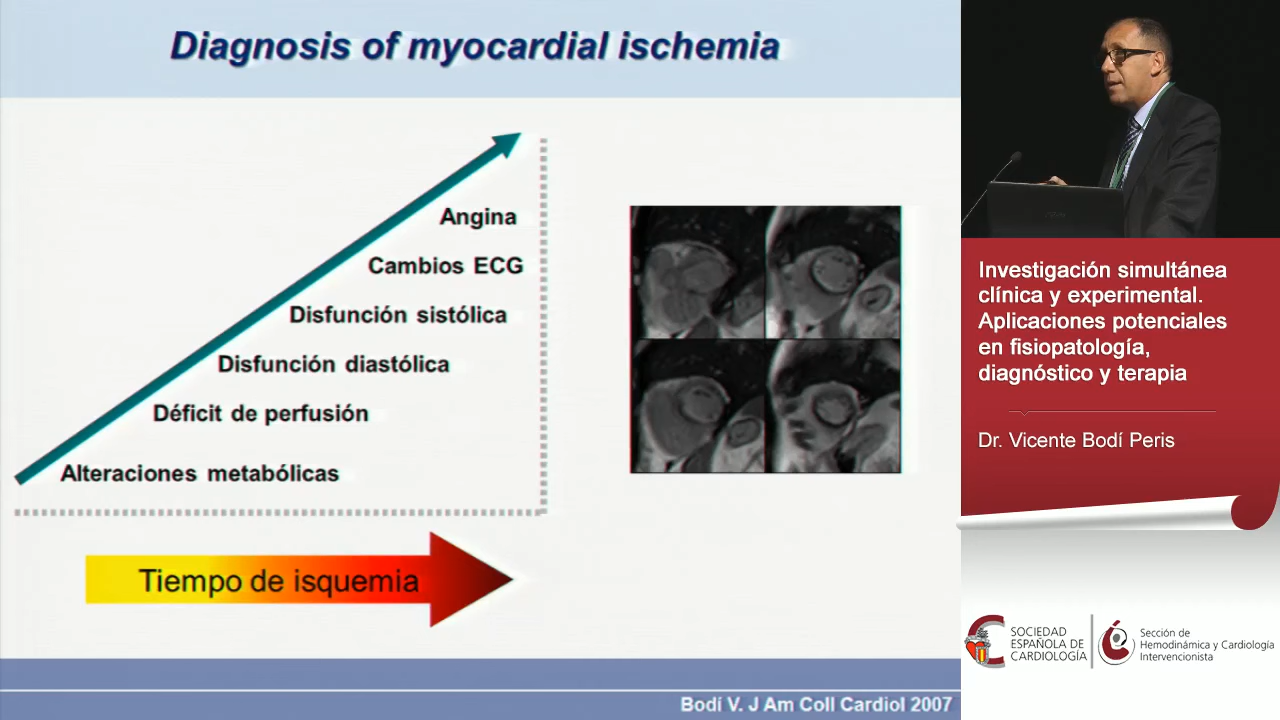 Diagnosis of myocardial ischemia
Angina
Cambios ECG
Disfunción sistólica
Disfunción diastólica
Déficit de perfusión
Alteraciones metabólicas
Tiempo de isquemia
Bodí V. J Am Coll Cardiol 2007
Investigación simultánea
clínica y experimental.
Aplicaciones potenciales
en fisiopatología,
diagnóstico y terapia
Dr. Vicente Bodí Peris
SOCIEDAD
ESPAÑOLA DE
CARDIOLOGÍA
Sección de
Hemodinámica y Cardiología
Intervencionista